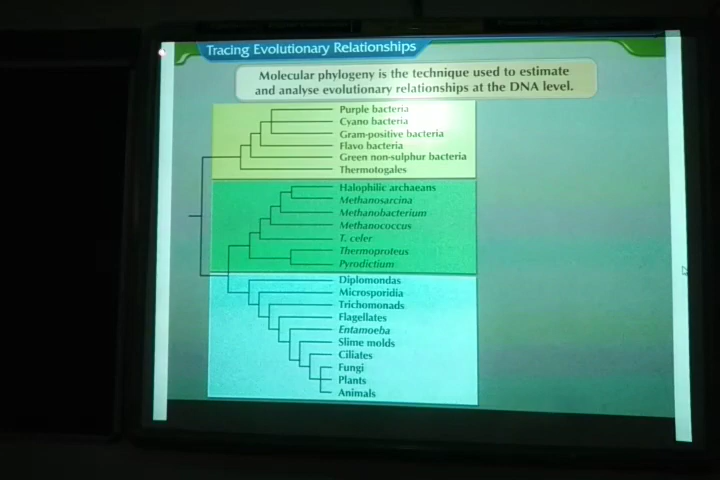 Tracing Evolutionary Relationships
Molecular phylogeny is the technique used to estimate
and analyse evolutionary relationships at the DNA level.
Purple bacteria
Cyano bacteria
Gram-positive bacteria
Flavo bacteria
Green non-sulphur bacteria
Thermotogales
Halophilic archaeans
Methanosarcina
Methanobacterium
Methanococcus
T. celer
Thermoproteus
Pyrodictium
Diplomondas
Microsporidia
Trichomonads
Flagellates
Entamoeba
Slime molds
Ciliates
Fungi
Plants
Animals